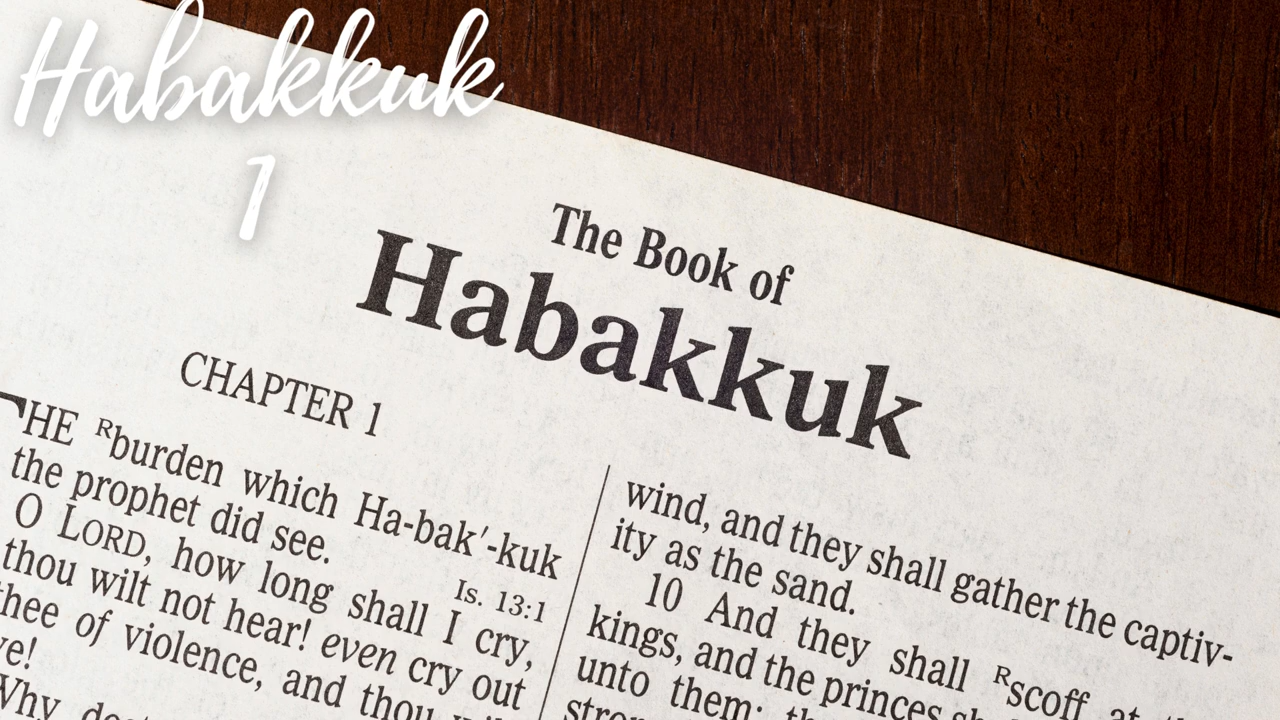 Habakkuk
1
The Book of
Habakkuk
CHAPTER 1
THE ᴿburden which Ha-bak′-kuk
the prophet did see.
O LORD, how long shall I cry,
Is. 13:1
thou wilt not hear! even cry out
thee of violence, and thou
ve!
Why
wind, and they shall gather the captiv-
ity as the sand.
10 And they shall ᴿscoff at
kings, and the princes
unto them: